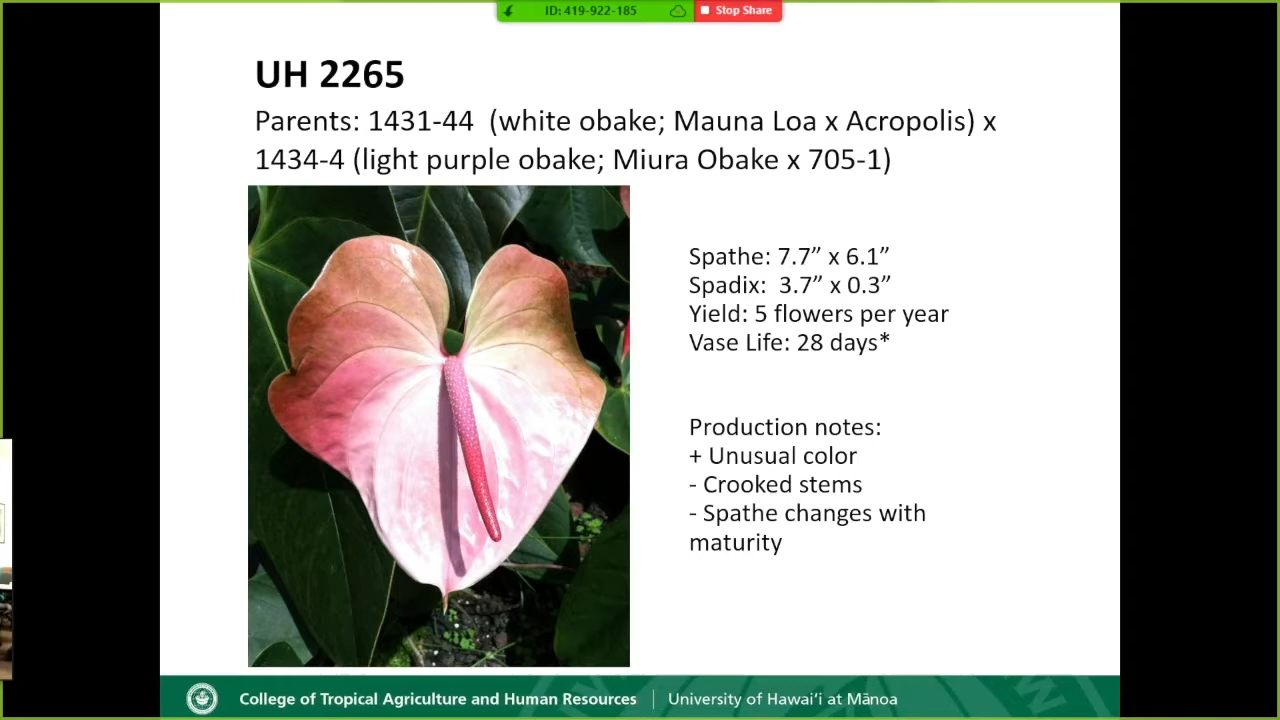 ID: 419-922-185 Stop Share
UH 2265
Parents: 1431-44 (white obake; Mauna Loa x Acropolis) x
1434-4 (light purple obake; Miura Obake x 705-1)
Spathe: 7.7” x 6.1”
Spadix: 3.7” x 0.3”
Yield: 5 flowers per year
Vase Life: 28 days*
Production notes:
+ Unusual color
- Crooked stems
- Spathe changes with
maturity
College of Tropical Agriculture and Human Resources | University of Hawai‘i at Mānoa